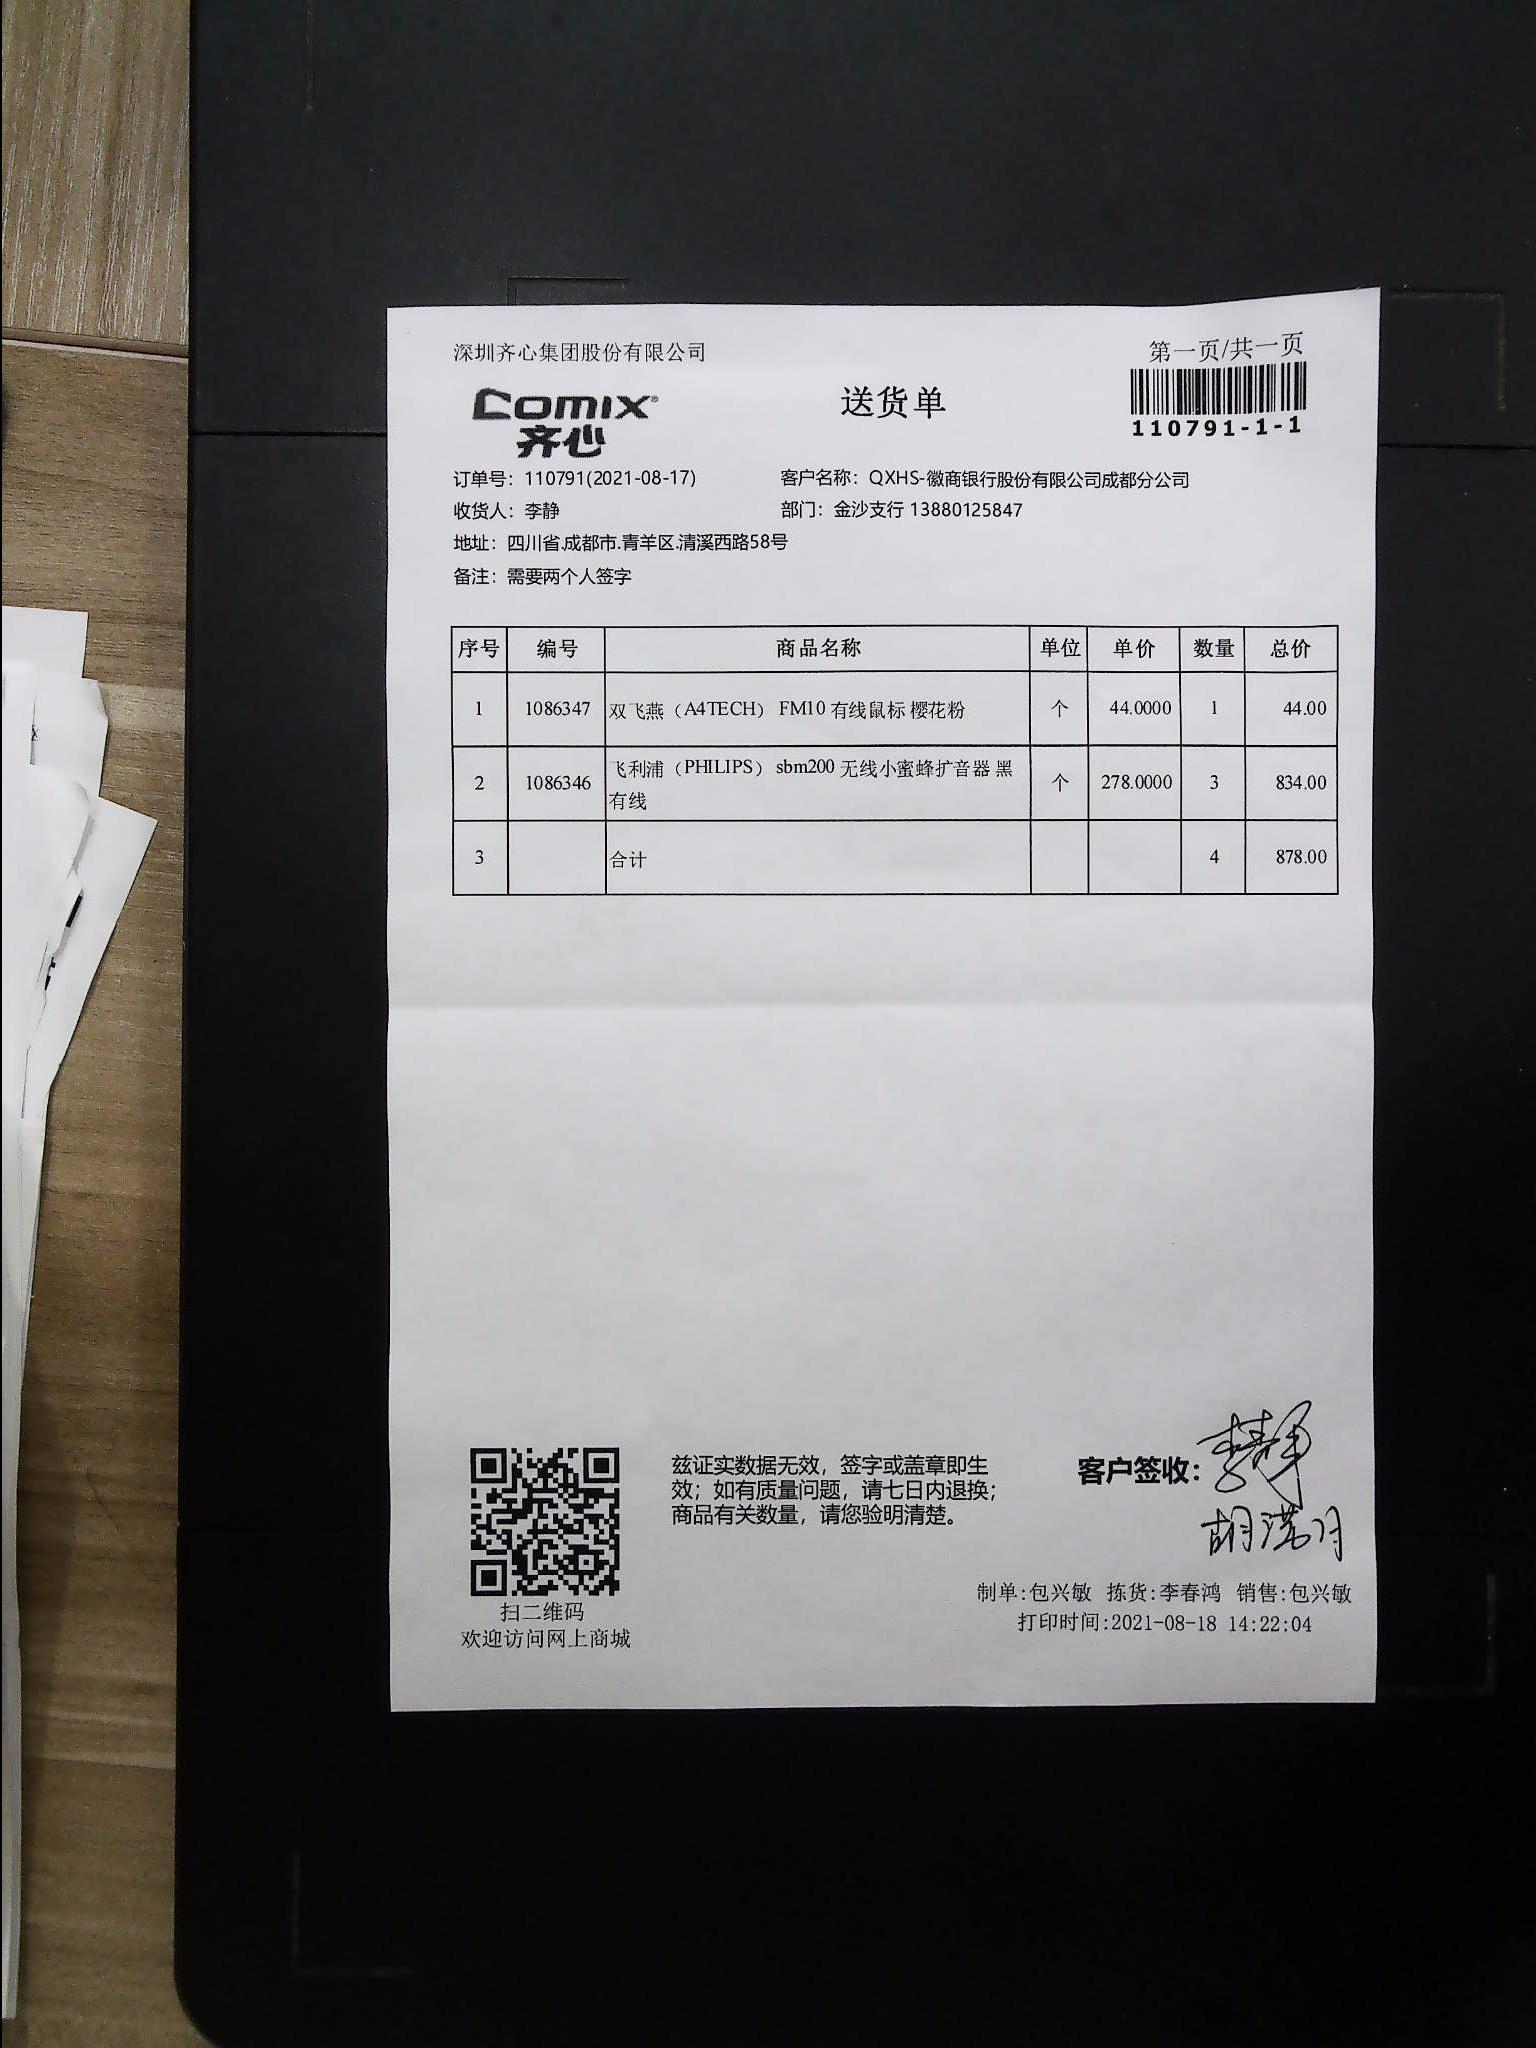 深圳齐心集团股份有限公司
第一页/共一页
COMIX®
齐心
送货单
110791-1-1
订单号：110791(2021-08-17)
客户名称：QXHS-徽商银行股份有限公司成都分公司
收货人：李静
部门：金沙支行 13880125847
地址：四川省.成都市.青羊区.清溪西路58号
备注：需要两个人签字
序号 编号 商品名称 单位 单价 数量 总价
1 1086347 双飞燕（A4TECH） FM10 有线鼠标 樱花粉 个 44.0000 1 44.00
2 1086346 飞利浦（PHILIPS） sbm200 无线小蜜蜂扩音器 黑 有线 个 278.0000 3 834.00
3 合计 4 878.00
兹证实数据无效，签字或盖章即生
效；如有质量问题，请七日内退换；
商品有关数量，请您验明清楚。
客户签收：李静
扫二维码
欢迎访问网上商城
制单:包兴敏 拣货:李春鸿 销售:包兴敏
打印时间:2021-08-18 14:22:04